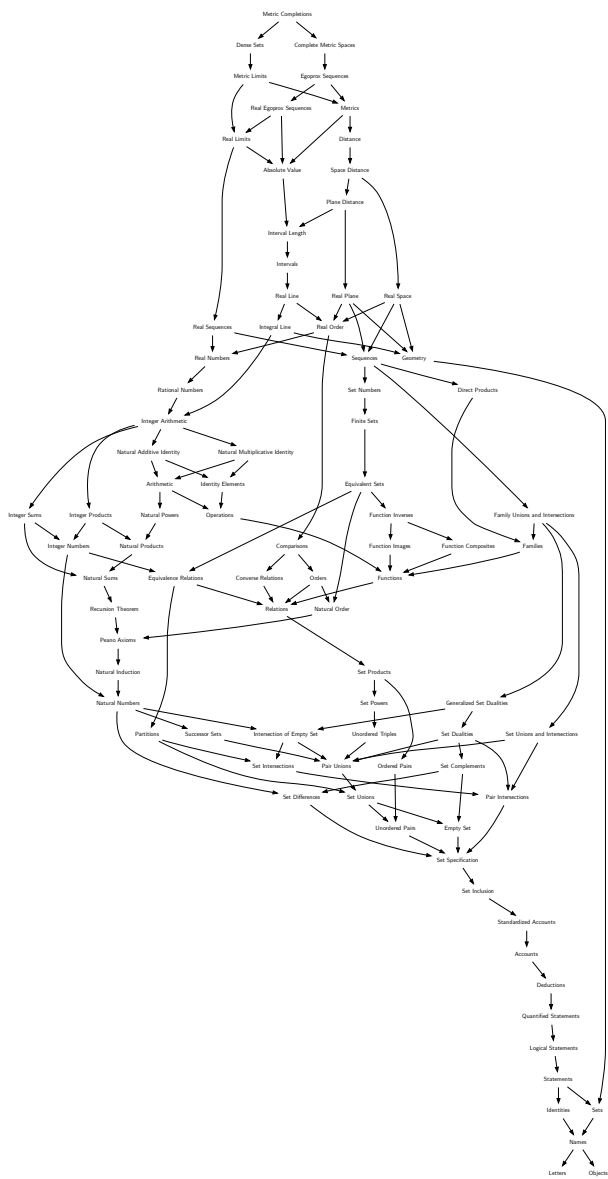 Metric Completions
Dense Sets Complete Metric Spaces
Metric Limits Egoprox Sequences
Real Egoprox Sequences Metrics
Real Limits Distance
Absolute Value Space Distance
Plane Distance
Interval Length
Intervals
Real Line Real Plane Real Space
Real Sequences Integral Line Real Order
Real Numbers Sequences Geometry
Rational Numbers Set Numbers Direct Products
Integer Arithmetic Finite Sets
Natural Additive Identity Natural Multiplicative Identity
Arithmetic Identity Elements Equivalent Sets
Integer Sums Integer Products Natural Powers Operations Function Inverses Family Unions and Intersections
Integer Numbers Natural Products Comparisons Function Images Function Composites Families
Natural Sums Equivalence Relations Converse Relations Orders Functions
Recursion Theorem Relations Natural Order
Peano Axioms
Natural Induction Set Products
Natural Numbers Set Powers Generalized Set Dualities
Partitions Successor Sets Intersection of Empty Set Unordered Triples Set Dualities Set Unions and Intersections
Set Intersections Pair Unions Ordered Pairs Set Complements
Set Differences Set Unions Pair Intersections
Unordered Pairs Empty Set
Set Specification
Set Inclusion
Standardized Accounts
Accounts
Deductions
Quantified Statements
Logical Statements
Statements
Identities Sets
Names
Letters Objects